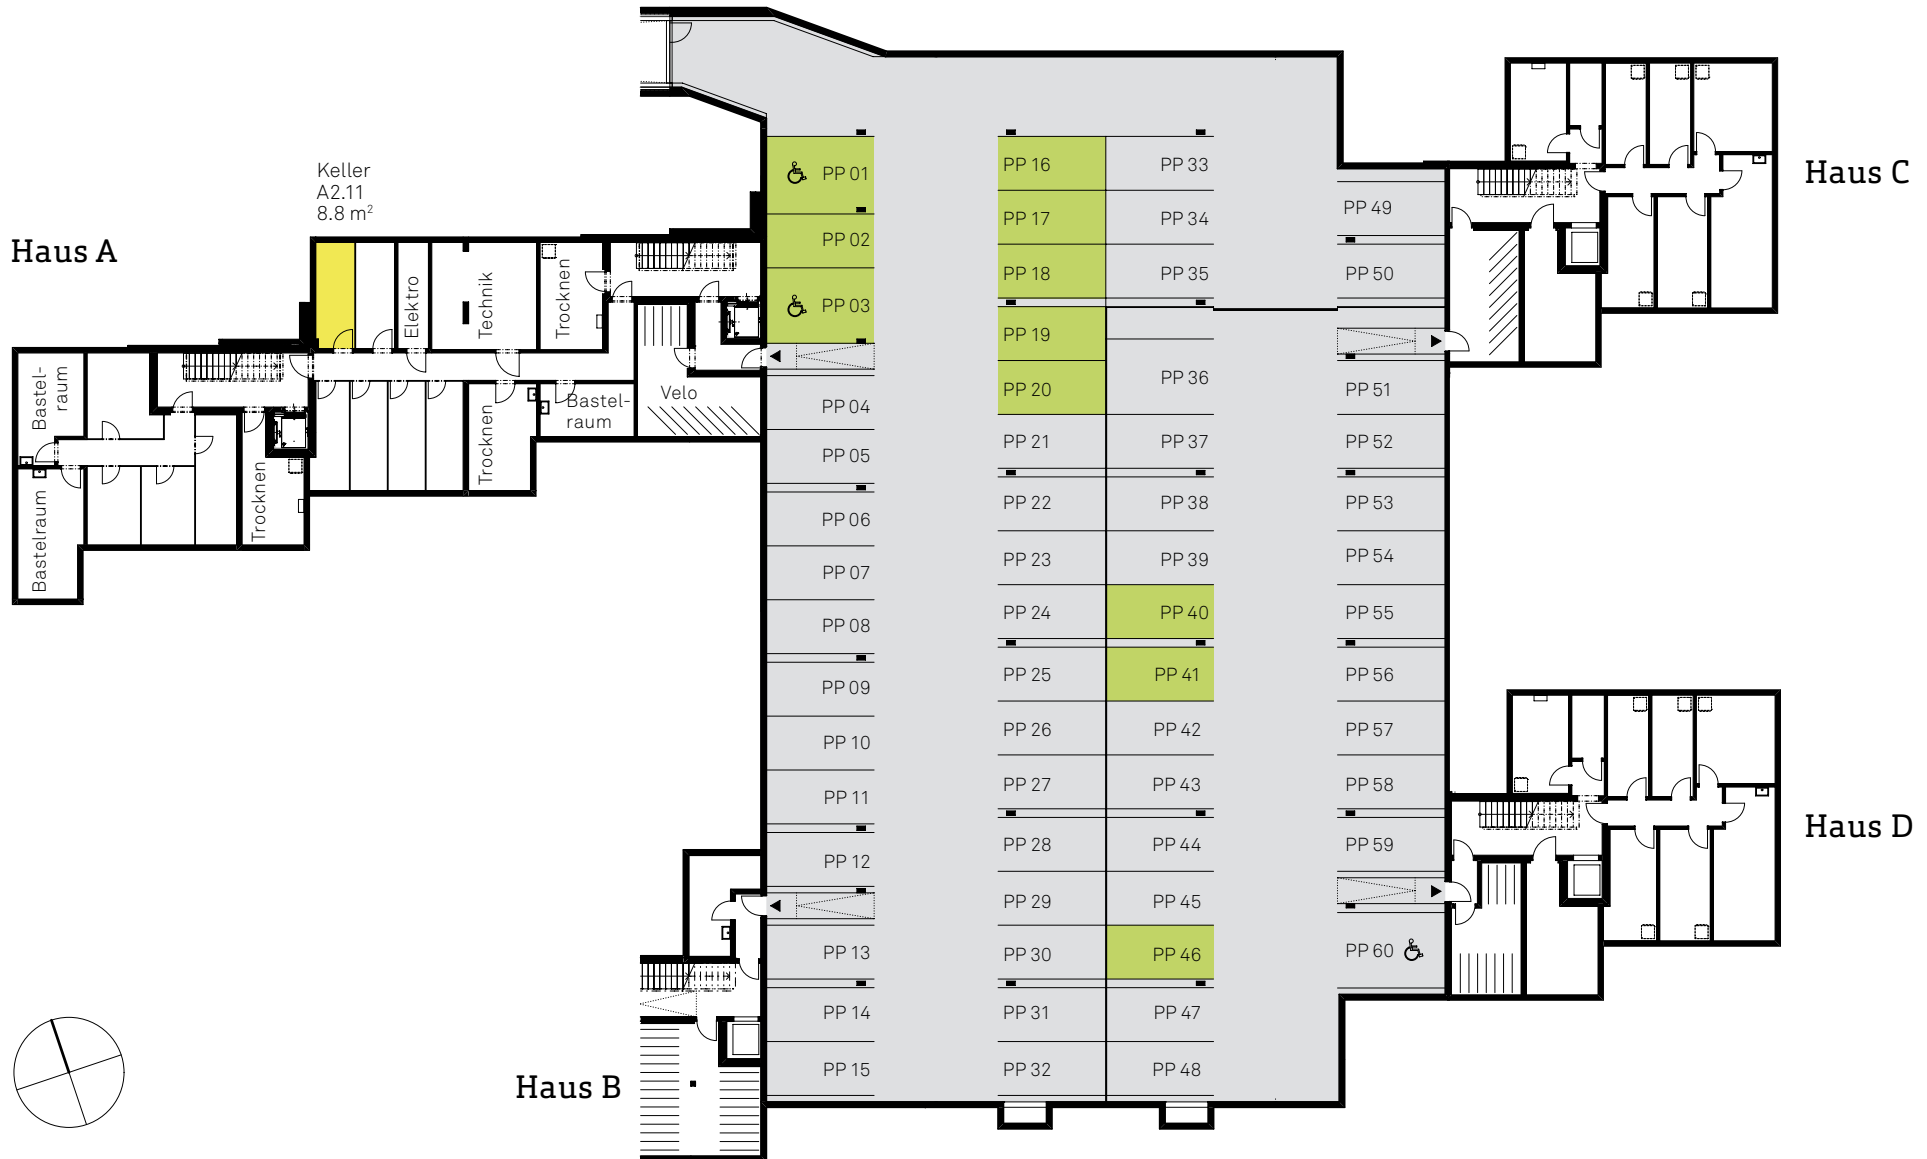 Haus A
Keller
A2.11
8.8 m²
Elektro
Technik
Trocknen
Bastel-
raum
Bastelraum
Trocknen
Trocknen
Bastel-
raum
Velo
PP 01
PP 02
PP 03
PP 04
PP 05
PP 06
PP 07
PP 08
PP 09
PP 10
PP 11
PP 12
PP 13
PP 14
PP 15
PP 16
PP 17
PP 18
PP 19
PP 20
PP 21
PP 22
PP 23
PP 24
PP 25
PP 26
PP 27
PP 28
PP 29
PP 30
PP 31
PP 32
PP 33
PP 34
PP 35
PP 36
PP 37
PP 38
PP 39
PP 40
PP 41
PP 42
PP 43
PP 44
PP 45
PP 46
PP 47
PP 48
PP 49
PP 50
PP 51
PP 52
PP 53
PP 54
PP 55
PP 56
PP 57
PP 58
PP 59
PP 60
Haus C
Haus D
Haus B